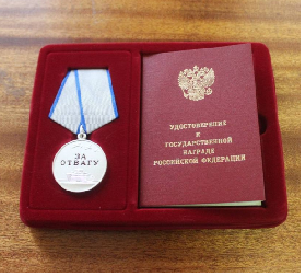 ЗА
ОТВАГУ
УДОСТОВЕРЕНИЕ
К
ГОСУДАРСТВЕННОЙ
НАГРАДЕ
РОССИЙСКОЙ ФЕДЕРАЦИИ